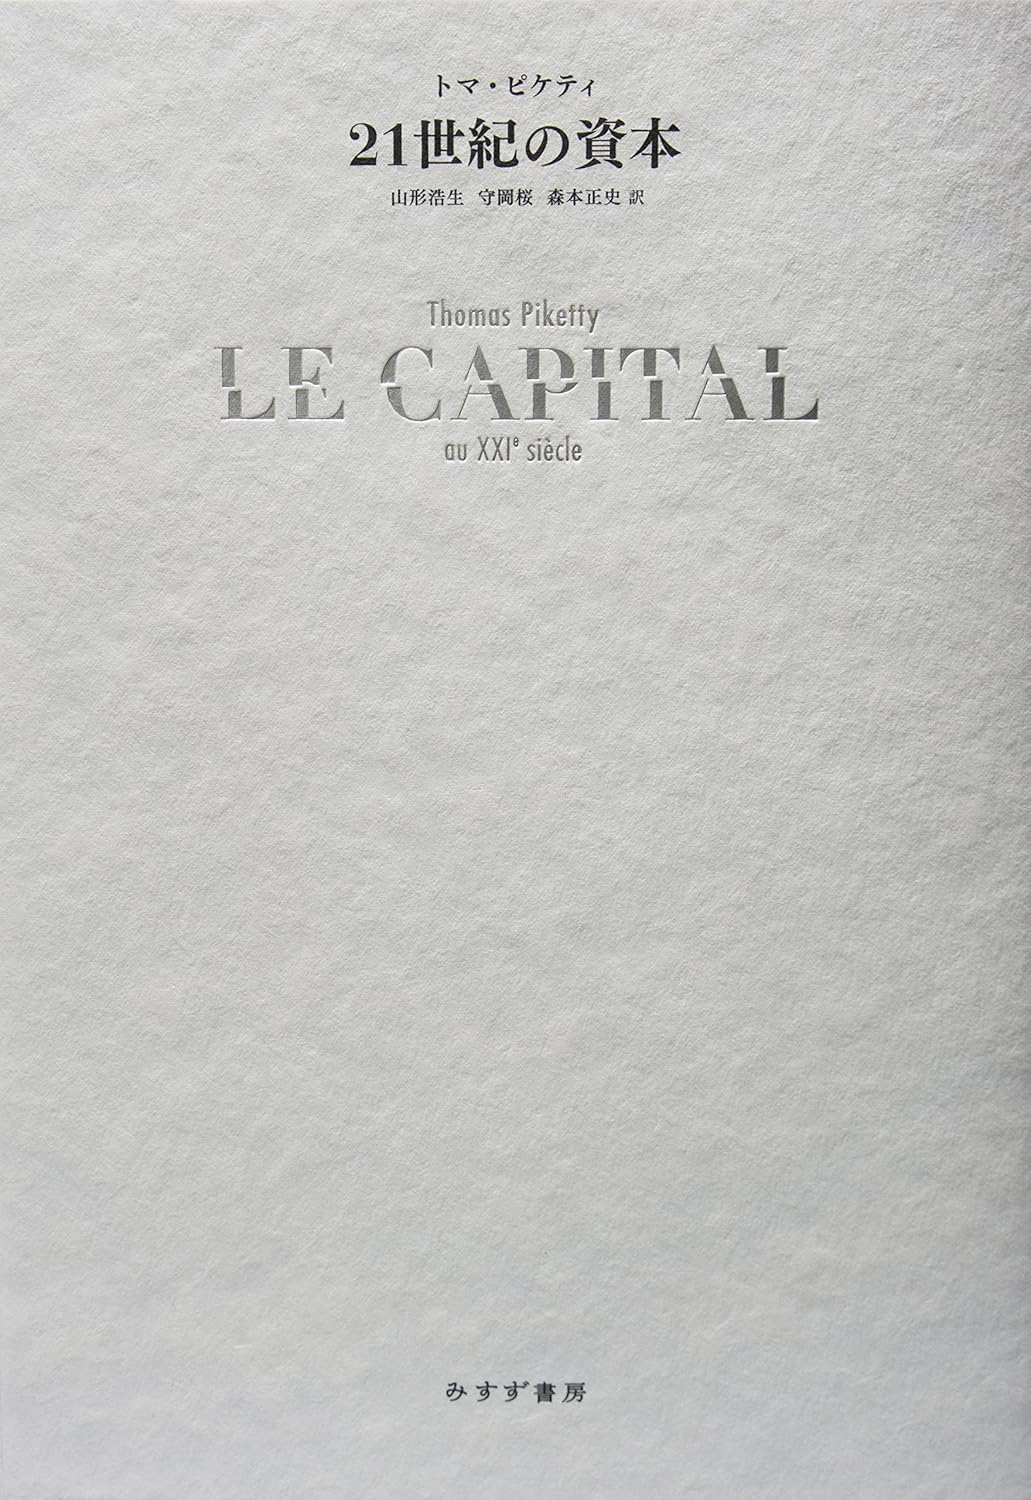 トマ・ピケティ
21世紀の資本
山形浩生 守岡桜 森本正史 訳
Thomas Piketty
LE CAPITAL
au XXIe siècle
みすず書房